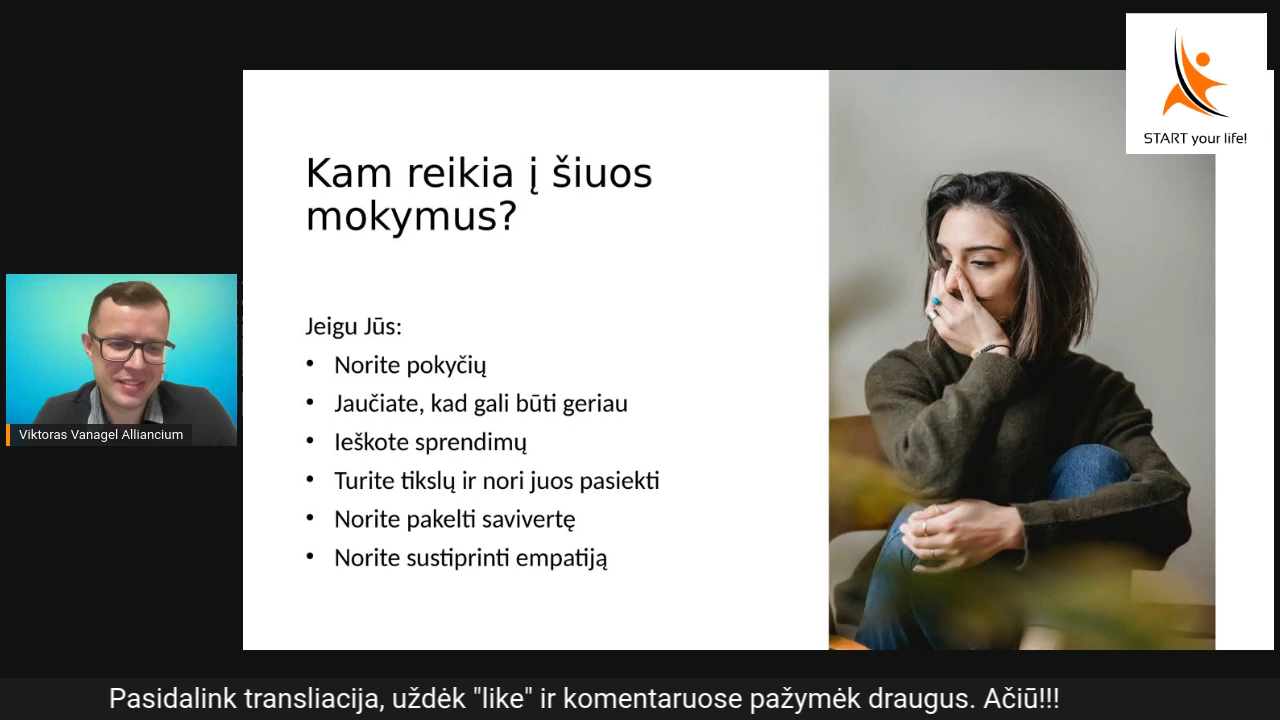 START your life!
Kam reikia į šiuos
mokymus?
Jeigu Jūs:
• Norite pokyčių
• Jaučiate, kad gali būti geriau
• Ieškote sprendimų
• Turite tikslų ir nori juos pasiekti
• Norite pakelti savivertę
• Norite sustiprinti empatiją
Viktoras Vanagel Alliancium
Pasidalink transliacija, uždėk "like" ir komentaruose pažymėk draugus. Ačiū!!!